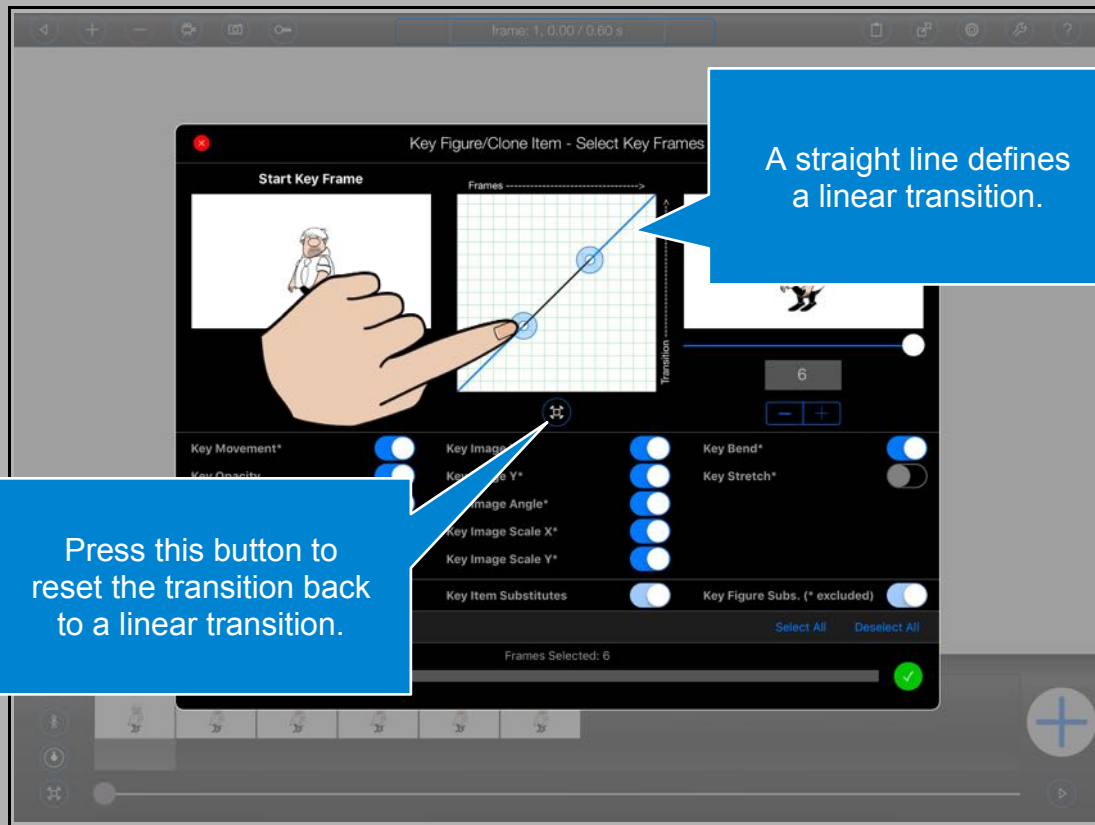 frame: 1, 0.00 / 0.60 s
Key Figure/Clone Item - Select Key Frames
A straight line defines
a linear transition.
Start Key Frame
Frames ---------------------------------->
Transition
6
Key Movement*
Key Image
Key Bend*
Key Opacity
Y*
Key Stretch*
Image Angle*
Key Image Scale X*
Key Image Scale Y*
Press this button to
reset the transition back
to a linear transition.
Key Item Substitutes
Key Figure Subs. (* excluded)
Select All
Deselect All
Frames Selected: 6